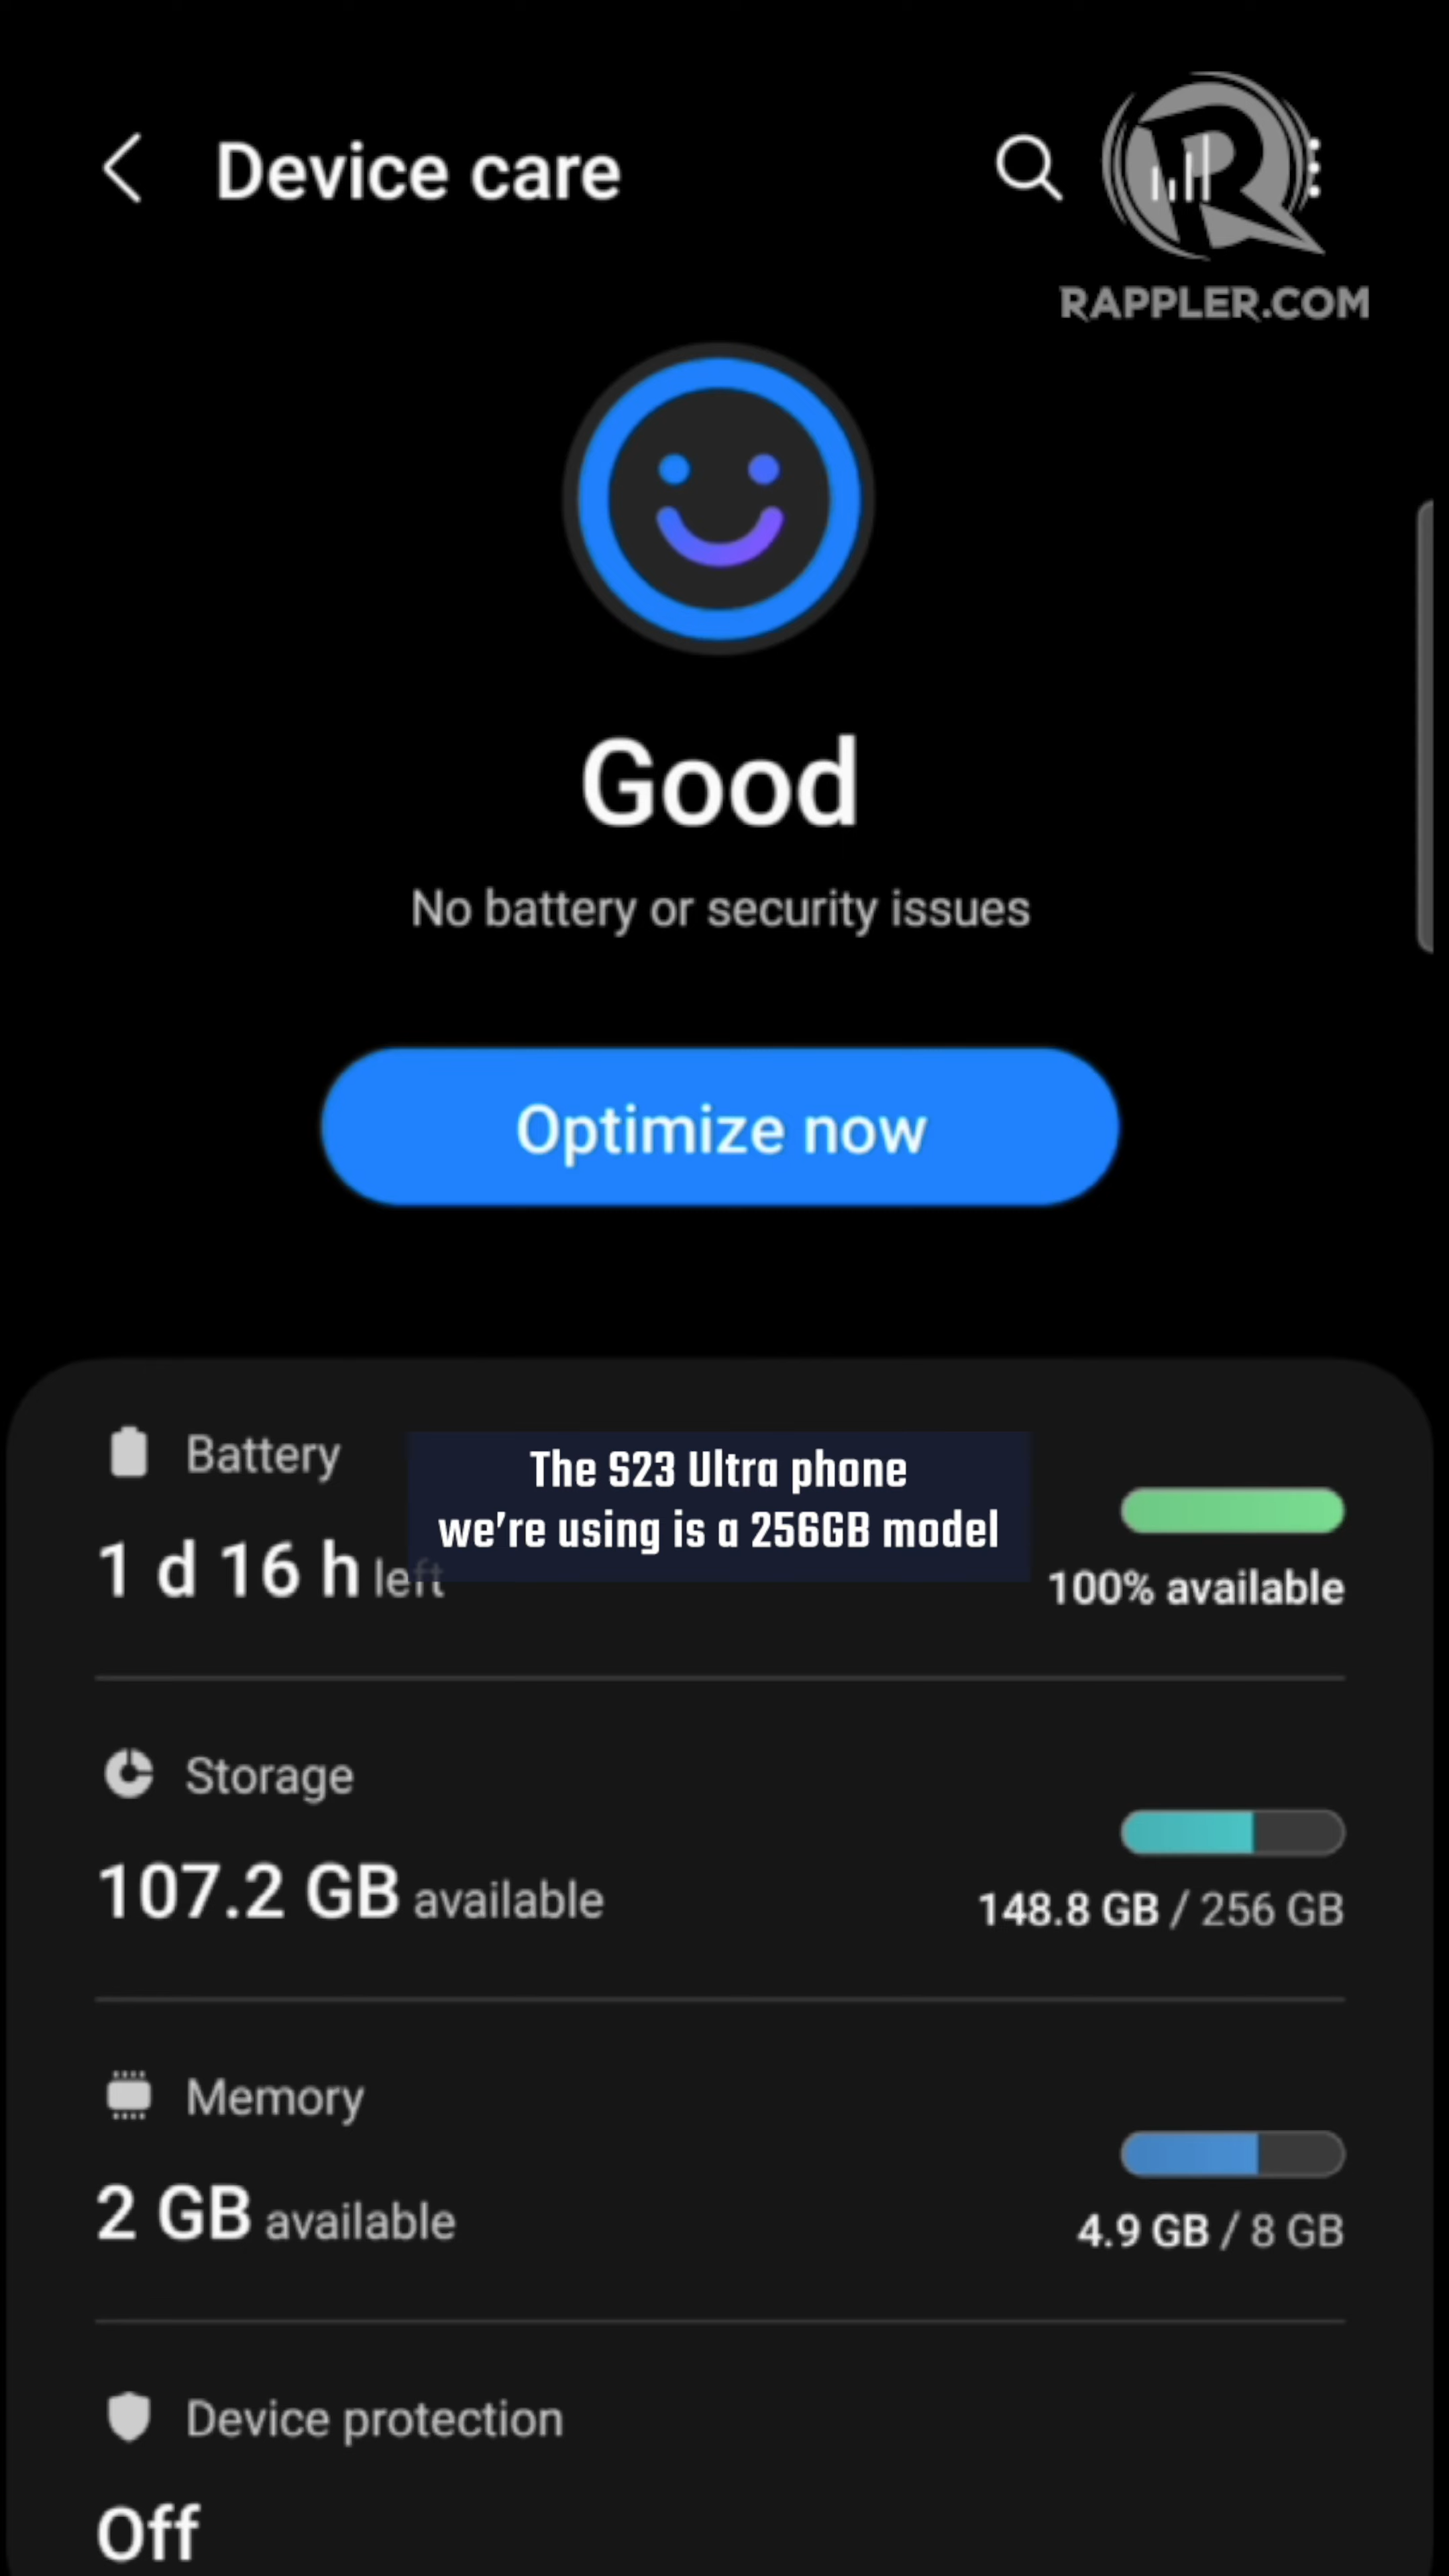 Device care
RAPPLER.COM
Good
No battery or security issues
Optimize now
Battery
The S23 Ultra phone
we're using is a 256GB model
1 d 16 h left
100% available
Storage
107.2 GB available
148.8 GB / 256 GB
Memory
2 GB available
4.9 GB / 8 GB
Device protection
Off